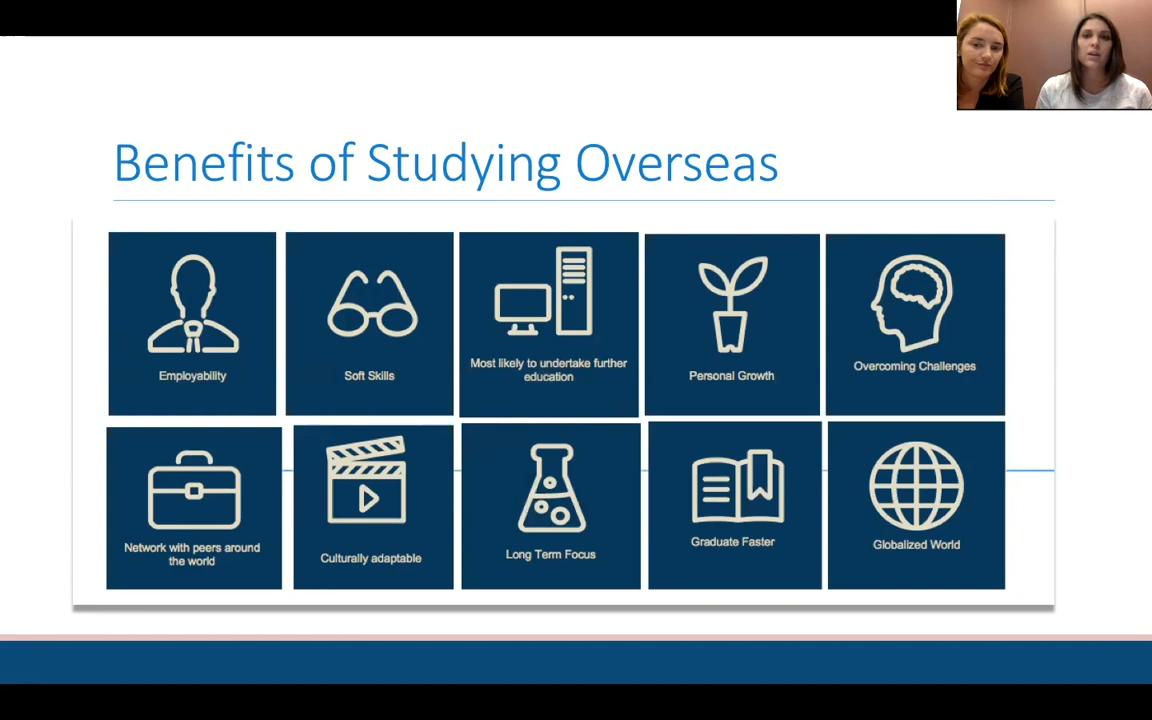 Benefits of Studying Overseas
Employability
Soft Skills
Most likely to undertake further
education
Personal Growth
Overcoming Challenges
Network with peers around
the world
Culturally adaptable
Long Term Focus
Graduate Faster
Globalized World